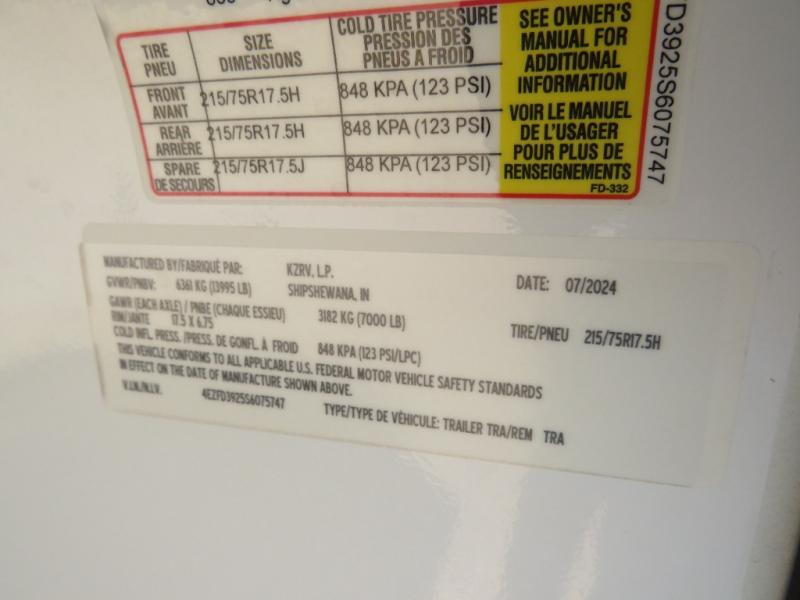 TIRE PNEU SIZE DIMENSIONS COLD TIRE PRESSURE PRESSION DES PNEUS A FROID
FRONT AVANT 215/75R17.5H 848 KPA (123 PSI)
REAR ARRIÈRE 215/75R17.5H 848 KPA (123 PSI)
SPARE DE SECOURS 215/75R17.5J 848 KPA (123 PSI)
SEE OWNER'S
MANUAL FOR
ADDITIONAL
INFORMATION
VOIR LE MANUEL
DE L'USAGER
POUR PLUS DE
RENSEIGNEMENTS
FD-332
D3925S6075747
MANUFACTURED BY/FABRIQUÉ PAR: KZRV, L.P.
SHIPSHEWANA, IN
DATE: 07/2024
GVWR/PNBV: 6361 KG (13995 LB)
GAWR (EACH AXLE) / PNBE (CHAQUE ESSIEU) 3182 KG (7000 LB)
RIM/JANTE 17.5 X 6.75
TIRE/PNEU 215/75R17.5H
COLD INFL. PRESS. /PRESS. DE GONFL. À FROID 848 KPA (123 PSI/LPC)
THIS VEHICLE CONFORMS TO ALL APPLICABLE U.S. FEDERAL MOTOR VEHICLE SAFETY STANDARDS
IN EFFECT ON THE DATE OF MANUFACTURE SHOWN ABOVE.
V.I.N./N.I.V. 4EZFD3925S6075747 TYPE/TYPE DE VÉHICULE: TRAILER TRA/REM TRA